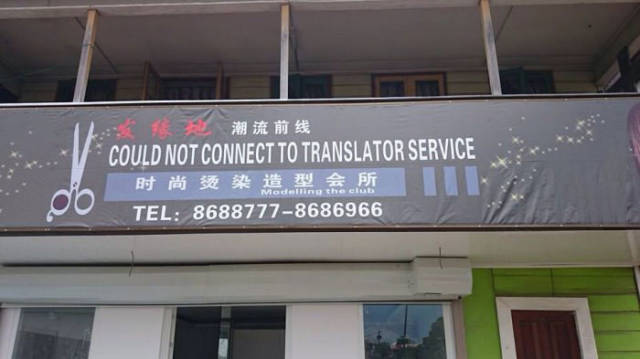 发缘地 潮流前线
COULD NOT CONNECT TO TRANSLATOR SERVICE
时尚烫染造型会所
Modelling the club
TEL: 8688777-8686966